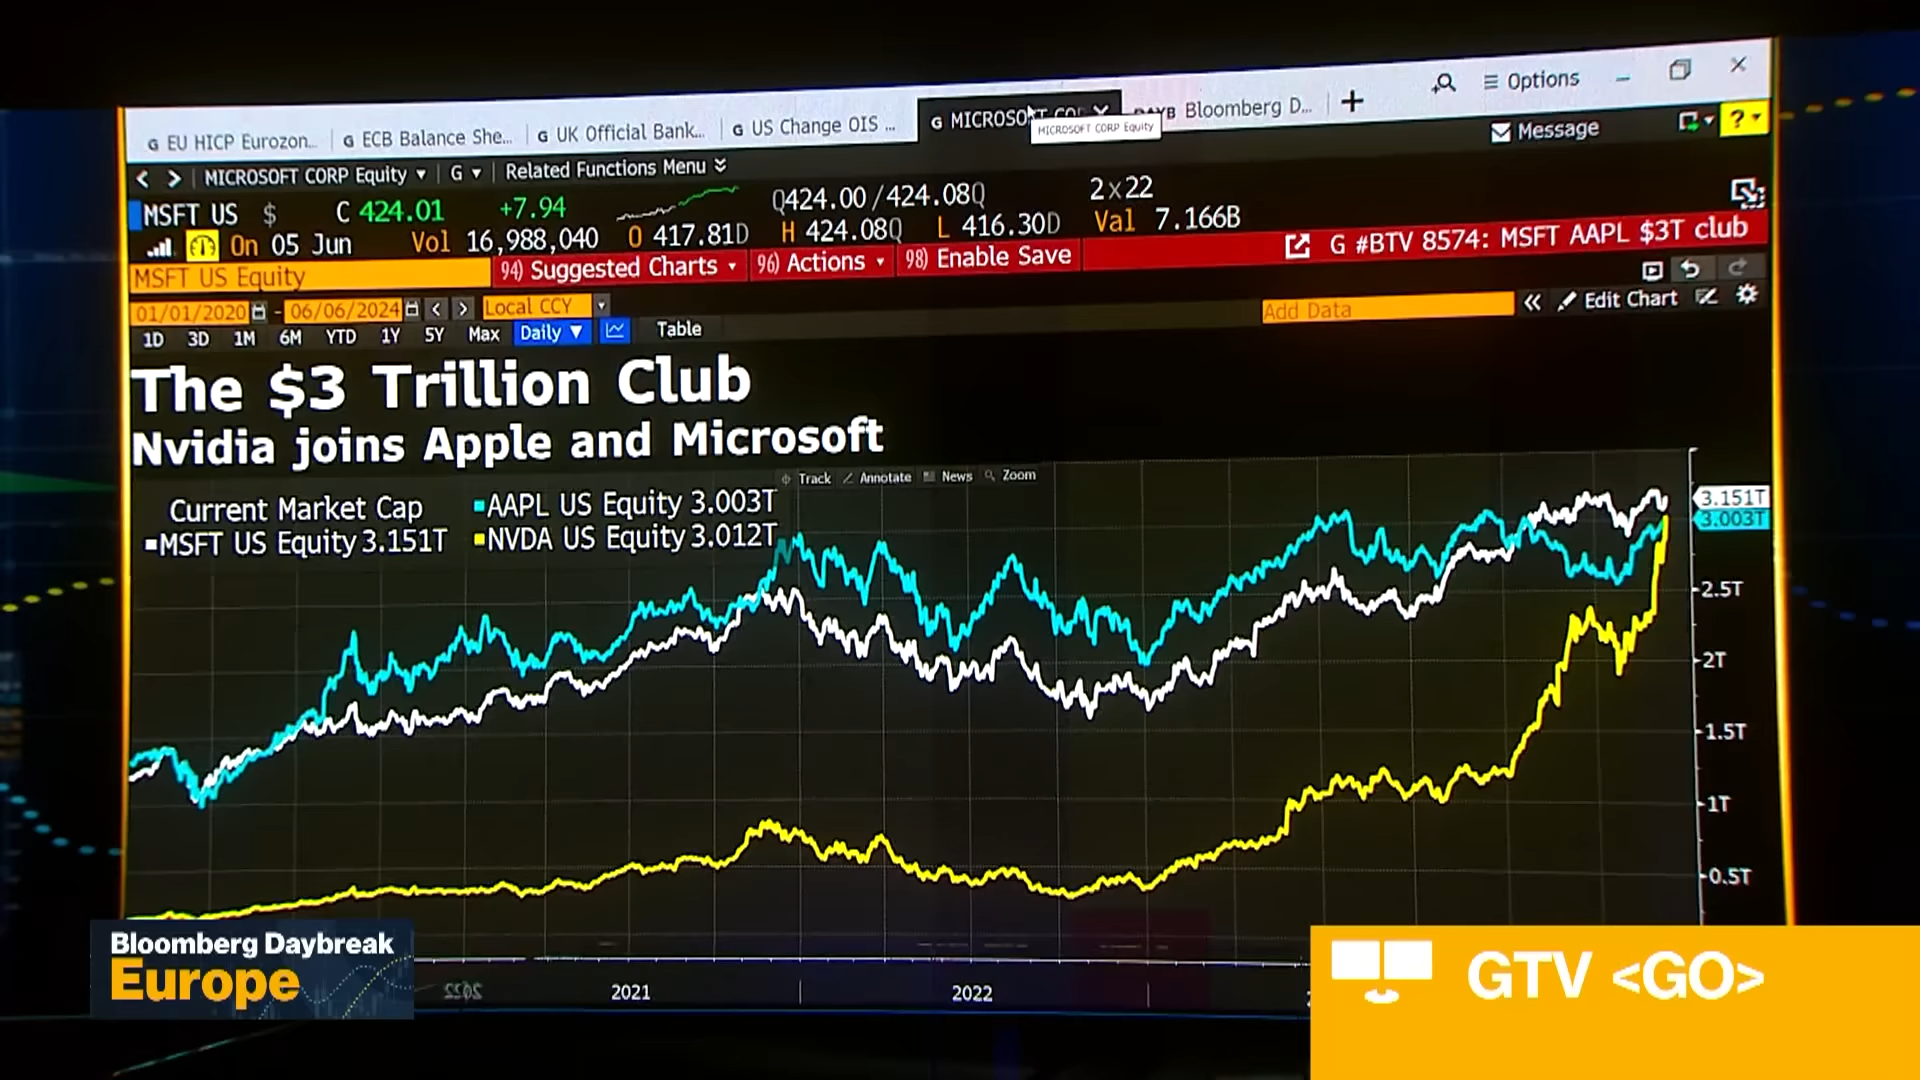 G EU HICP Eurozon...
G ECB Balance She...
G UK Official Bank...
G US Change OIS ...
G MICROSOFT CO
Bloomberg D...
Options
MICROSOFT CORP Equity
Message
MICROSOFT CORP Equity
G
Related Functions Menu
MSFT US $ C 424.01 +7.94 Q424.00/424.08Q 2x22
On 05 Jun Vol 16,988,040 O 417.81D H 424.08Q L 416.30D Val 7.166B
MSFT US Equity 94) Suggested Charts 96) Actions 98) Enable Save G #BTV 8574: MSFT AAPL $3T club
01/01/2020 - 06/06/2024 Local CCY Add Data « Edit Chart
1D 3D 1M 6M YTD 1Y 5Y Max Daily Table
The $3 Trillion Club
Nvidia joins Apple and Microsoft
Track Annotate News Zoom
Current Market Cap AAPL US Equity 3.003T
MSFT US Equity 3.151T NVDA US Equity 3.012T
3.151T
3.003T
2.5T
2T
1.5T
1T
0.5T
2021 2022
Bloomberg Daybreak
Europe
GTV <GO>